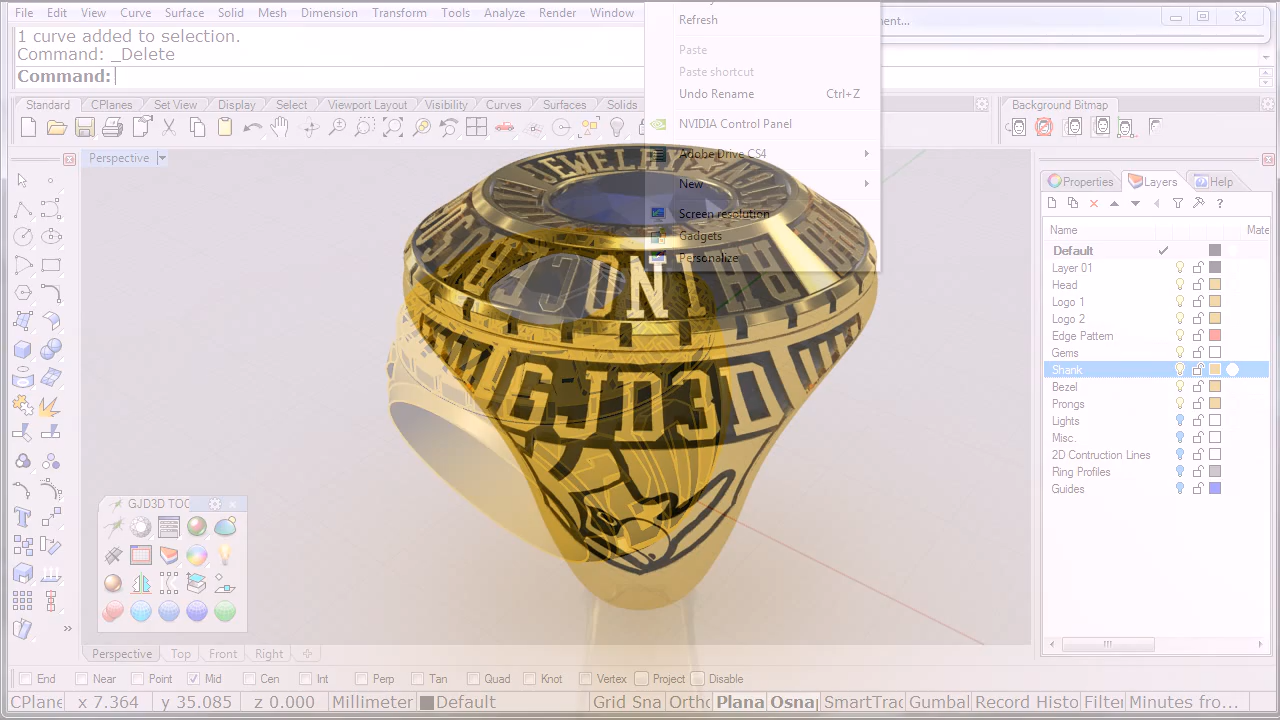 File Edit View Curve Surface Solid Mesh Dimension Transform Tools Analyze Render Window
1 curve added to selection.
Command: _Delete
Command:
Refresh
Paste
Paste shortcut
Undo Rename Ctrl+Z
NVIDIA Control Panel
Adobe Drive CS4
New
Screen resolution
Gadgets
Personalize
Standard CPlanes Set View Display Select Viewport Layout Visibility Curves Surfaces Solids
Background Bitmap
Perspective
Properties Layers Help
Name Mate
Default
Layer 01
Head
Logo 1
Logo 2
Edge Pattern
Gems
Shank
Bezel
Prongs
Lights
Misc.
2D Contruction Lines
Ring Profiles
Guides
JEWELRY
GJD3D
GJD3D TOO
Perspective Top Front Right
End Near Point Mid Cen Int Perp Tan Quad Knot Vertex Project Disable
CPlane x 7.364 y 35.085 z 0.000 Millimeter Default Grid Sna Ortho Plana Osnap SmartTrac Gumbal Record Histo Filter Minutes fro...